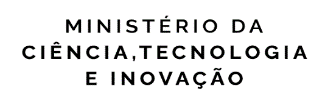 MINISTÉRIO DA
CIÊNCIA,TECNOLOGIA
E INOVAÇÃO